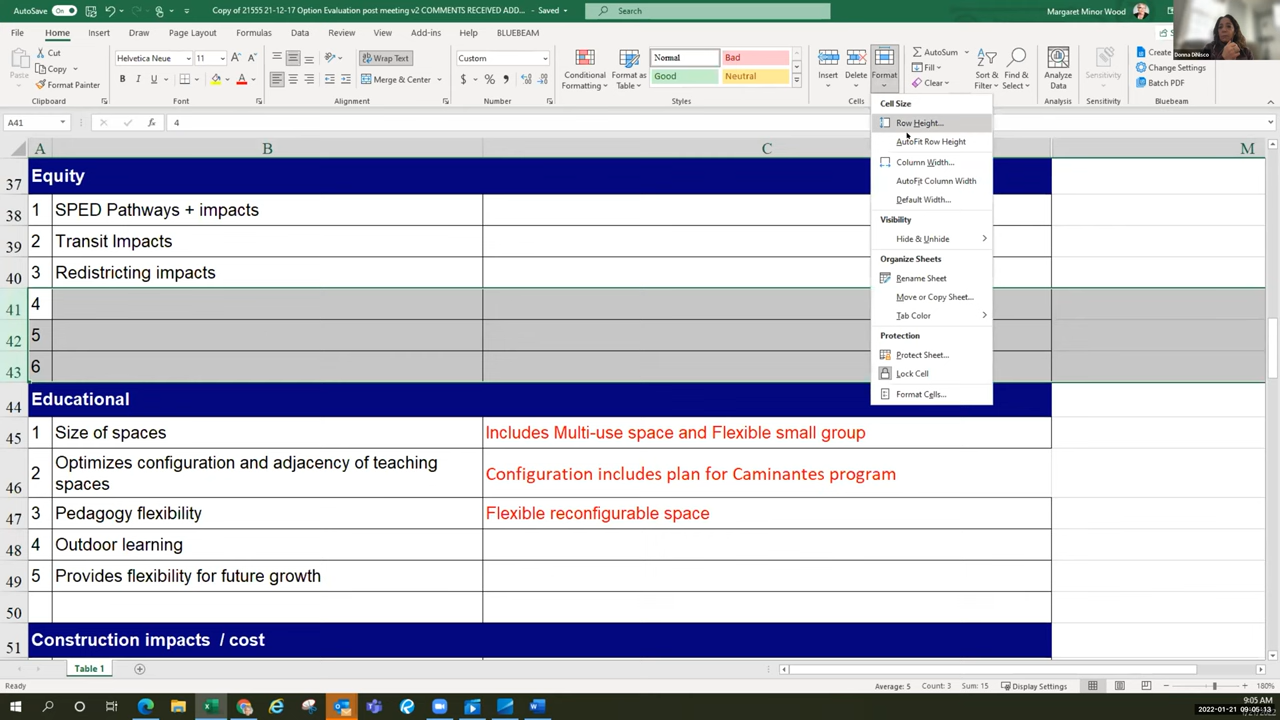 AutoSave On Copy of 21555 21-12-17 Option Evaluation post meeting v2 COMMENTS RECEIVED ADD... - Saved Search Margaret Minor Wood
Donna DiNisco
File Home Insert Draw Page Layout Formulas Data Review View Add-ins Help BLUEBEAM
Paste Cut Copy Format Painter
Clipboard
Helvetica Neue 11
B I U
Font
Wrap Text
Merge & Center
Alignment
Custom
$ % 9
Number
Conditional Formatting
Format as Table
Normal Bad
Good Neutral
Styles
Insert Delete Format
Cells
AutoSum
Fill
Clear
Sort & Filter
Find & Select
Analyze Data
Analysis
Sensitivity
Sensitivity
Change Settings
Batch PDF
Bluebeam
A41 fx 4
Cell Size
Row Height...
AutoFit Row Height
Column Width...
AutoFit Column Width
Default Width...
Visibility
Hide & Unhide
Organize Sheets
Rename Sheet
Move or Copy Sheet...
Tab Color
Protection
Protect Sheet...
Lock Cell
Format Cells...
A B C M
37 Equity
38 1 SPED Pathways + impacts
39 2 Transit Impacts
40 3 Redistricting impacts
41 4
42 5
43 6
44 Educational
45 1 Size of spaces Includes Multi-use space and Flexible small group
46 2 Optimizes configuration and adjacency of teaching
spaces Configuration includes plan for Caminantes program
47 3 Pedagogy flexibility Flexible reconfigurable space
48 4 Outdoor learning
49 5 Provides flexibility for future growth
50
51 Construction impacts / cost
Table 1
Ready Average: 5 Count: 3 Sum: 15 Display Settings 180%
9:05 AM
2022-01-21 09:05:13